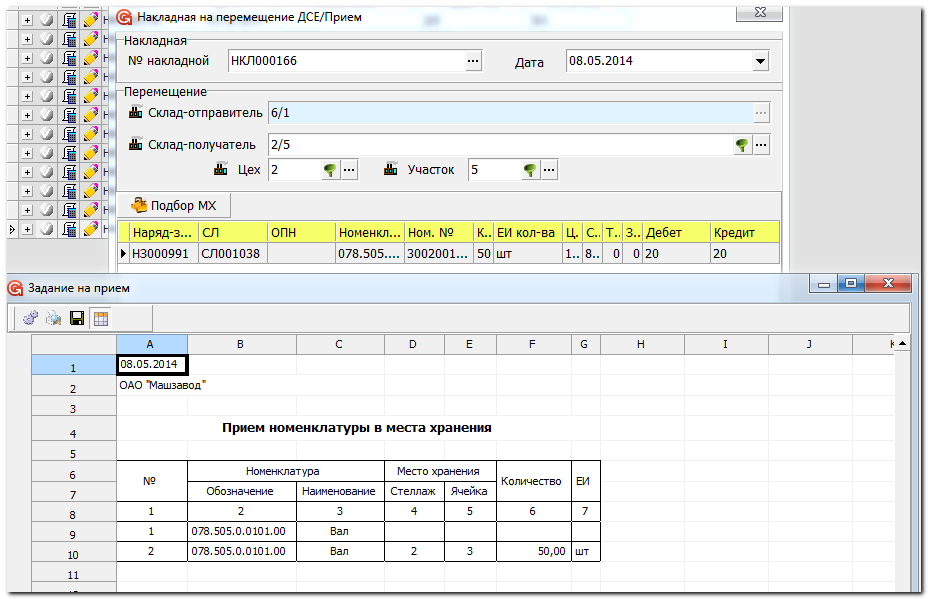 Накладная на перемещение ДСЕ/Прием
Накладная
№ накладной НКЛ000166 ... Дата 08.05.2014
Перемещение
Склад-отправитель 6/1 ...
Склад-получатель 2/5 ...
Цех 2 ... Участок 5 ...
Подбор МХ
Наряд-з... СЛ ОПН Номенкл... Ном. № К.. ЕИ кол-ва Ц. С.. Т.. З.. Дебет Кредит
НЗ000991 СЛ001038 078.505.... 3002001... 50 шт 1.. 8.. 0 0 20 20
Задание на прием
A B C D E F G H I J K
1 08.05.2014
2 ОАО "Машзавод"
3
4 Прием номенклатуры в места хранения
5
6 № Номенклатура Место хранения Количество ЕИ
7 Обозначение Наименование Стеллаж Ячейка
8 1 2 3 4 5 6 7
9 1 078.505.0.0101.00 Вал
10 2 078.505.0.0101.00 Вал 2 3 50,00 шт
11